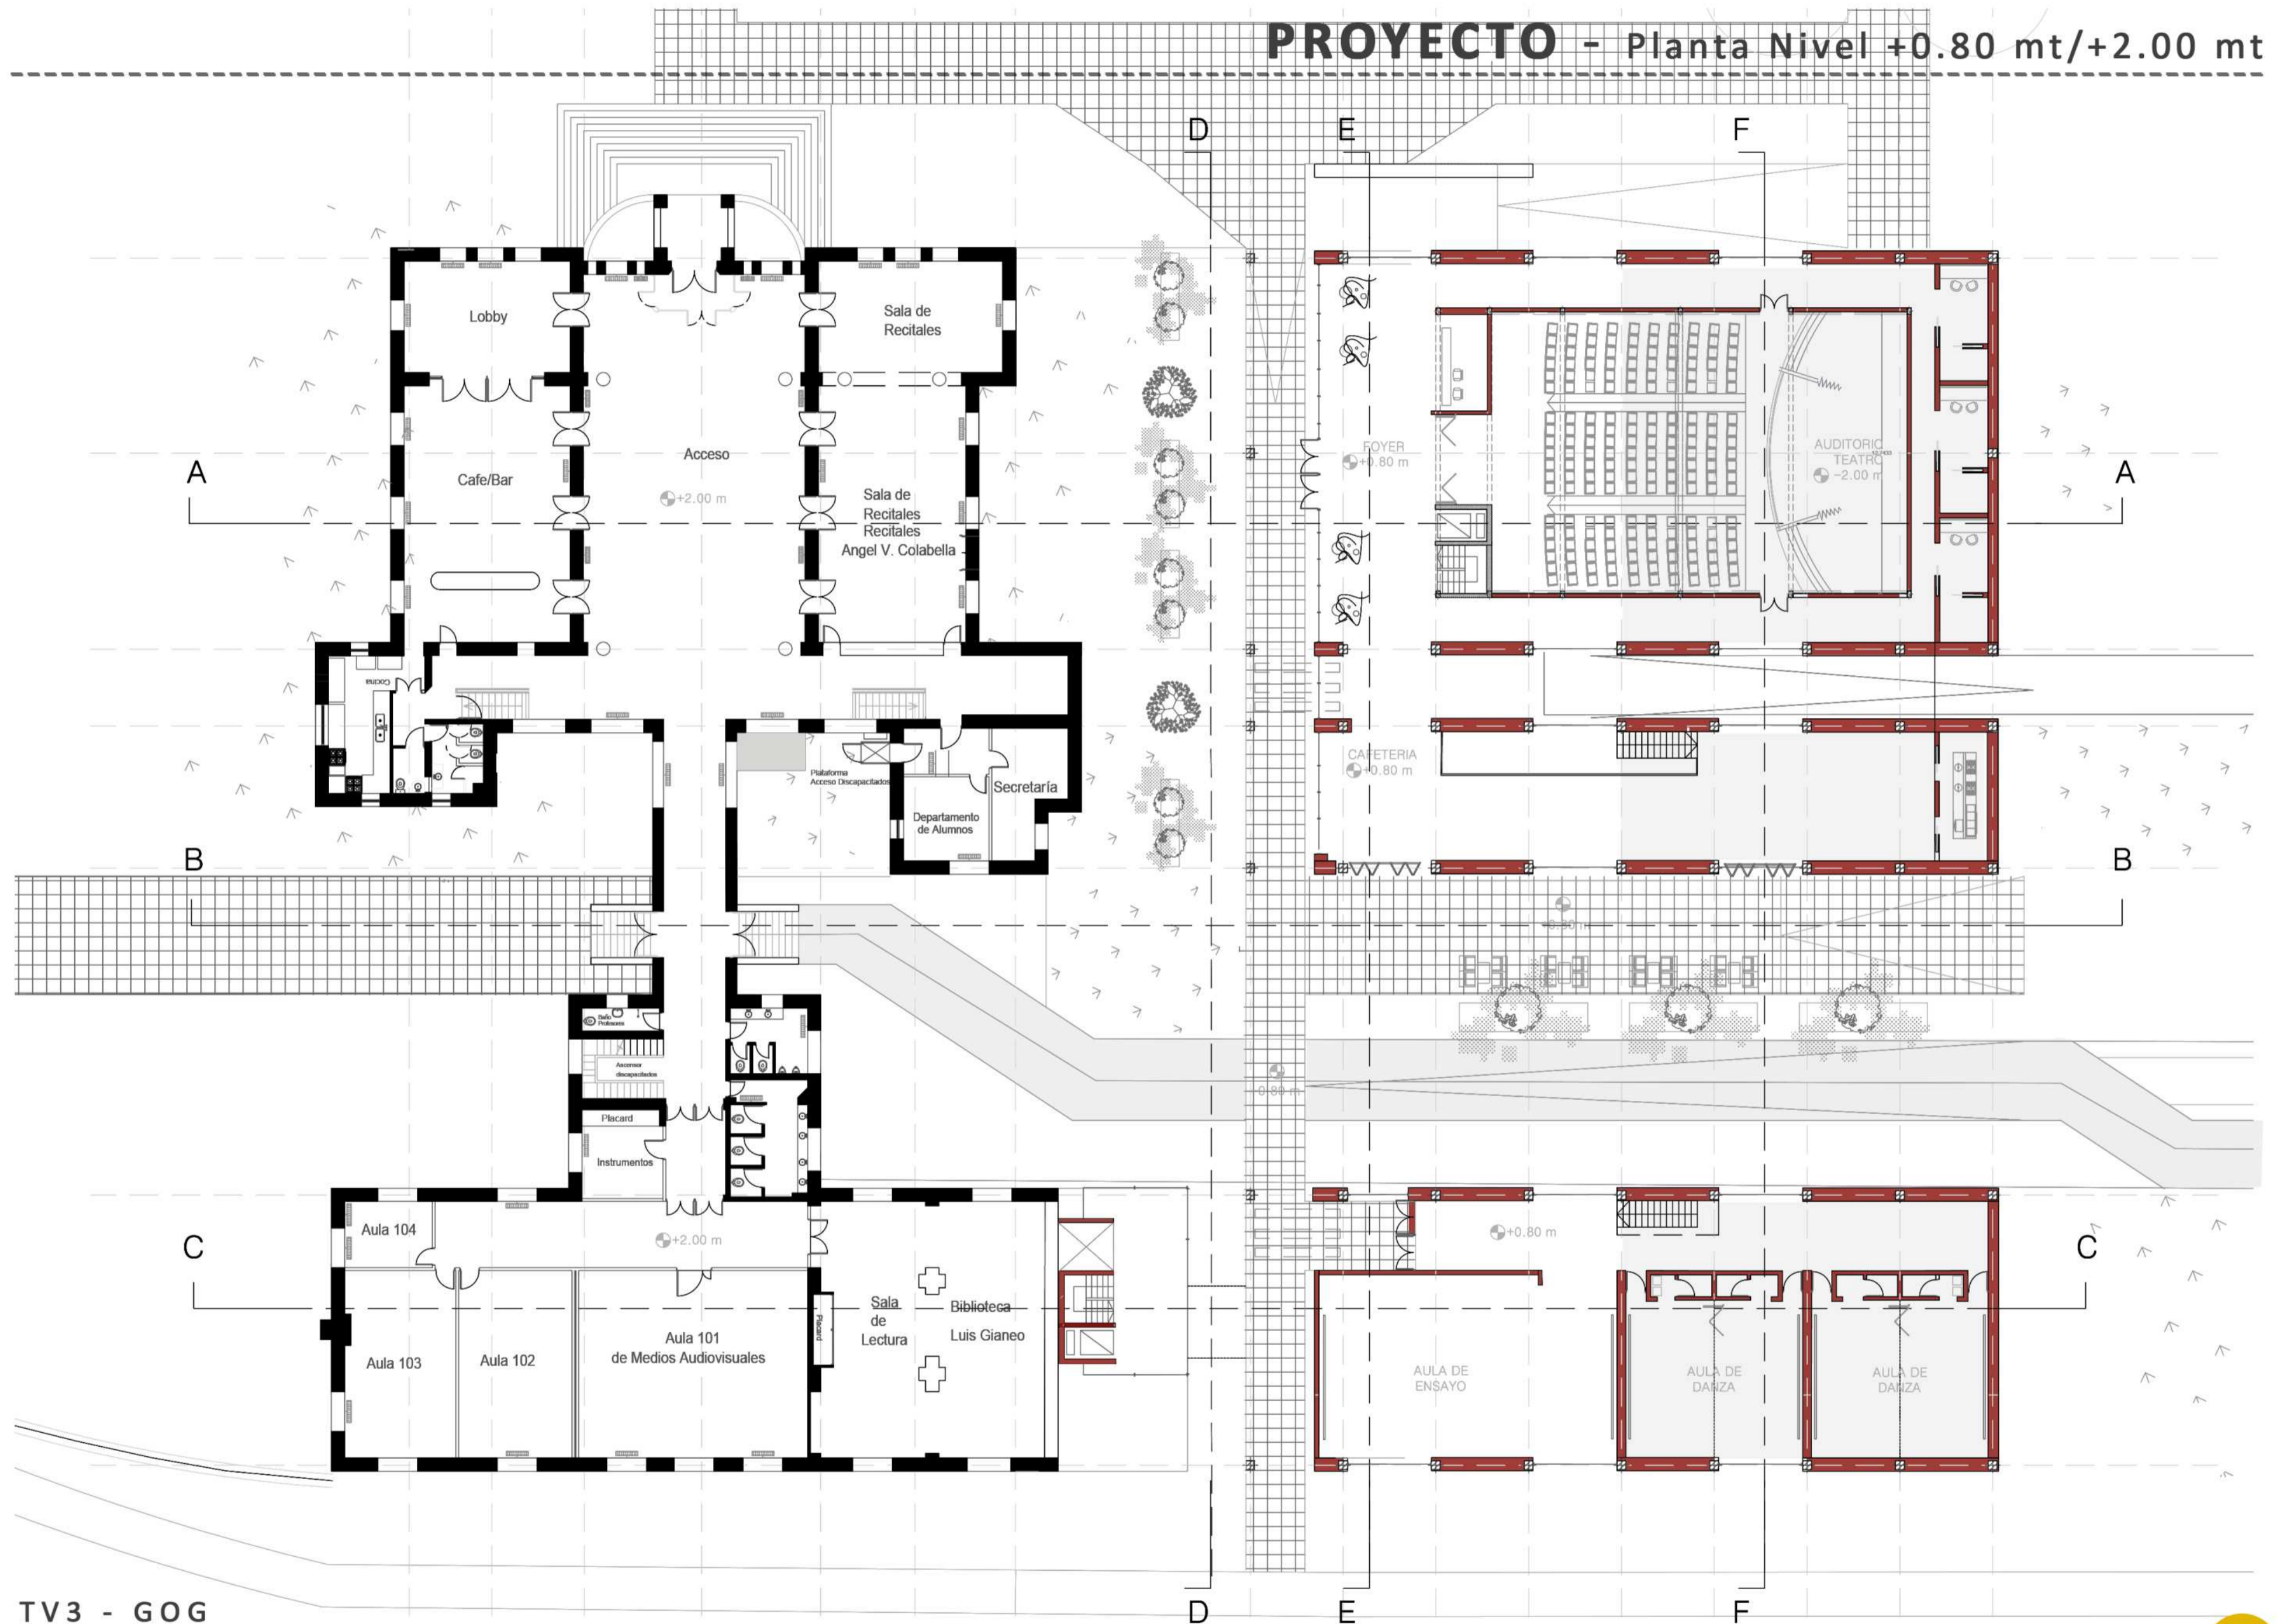 PROYECTO - Planta Nivel +0.80 mt/+2.00 mt
D
E
F
Lobby
Sala de
Recitales
Acceso
+2.00 m
A
Cafe/Bar
Sala de
Recitales
Recitales
Angel V. Colabella
FOYER
+0.80 m
AUDITORIO
TEATRO
-2.00 m
A
Cocina
Plataforma
Acceso Discapacitados
Secretaría
Departamento
de Alumnos
CAFETERIA
+0.80 m
B
B
Baño
Profesores
Ascensor
discapacitados
Placard
Instrumentos
C
Aula 104
+2.00 m
+0.80 m
C
Aula 103
Aula 102
Aula 101
de Medios Audiovisuales
Placard
Sala
de
Lectura
Biblioteca
Luis Gianeo
AULA DE
ENSAYO
AULA DE
DANZA
AULA DE
DANZA
TV3 - GOG
D
E
F